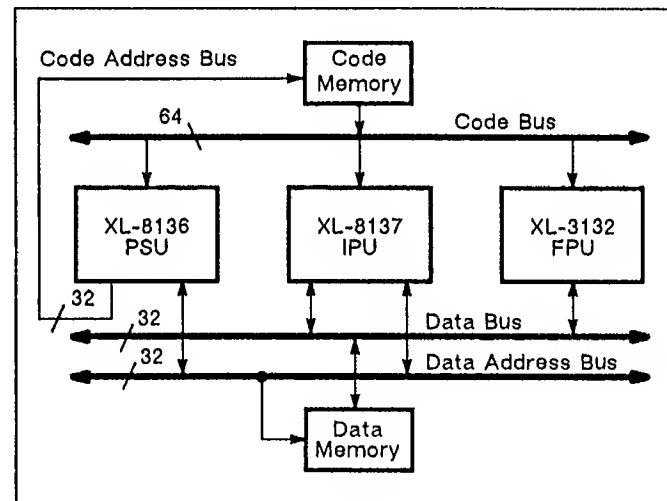 Code Address Bus
Code
Memory
64
Code Bus
XL-8136
PSU
XL-8137
IPU
XL-3132
FPU
32
32
Data Bus
32
Data Address Bus
Data
Memory